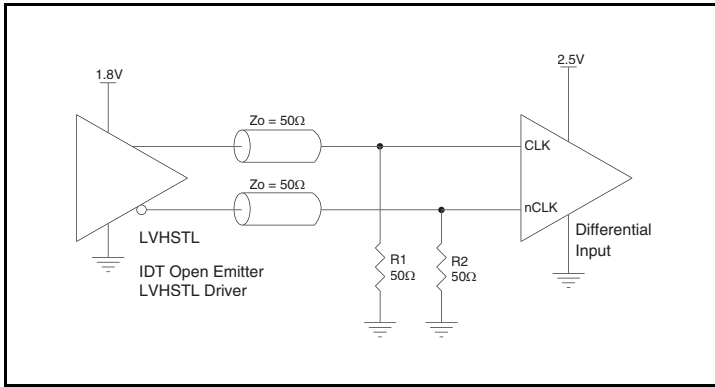 1.8V
2.5V
Zo = 50Ω
CLK
Zo = 50Ω
nCLK
LVHSTL
Differential
Input
IDT Open Emitter
LVHSTL Driver
R1
50Ω
R2
50Ω